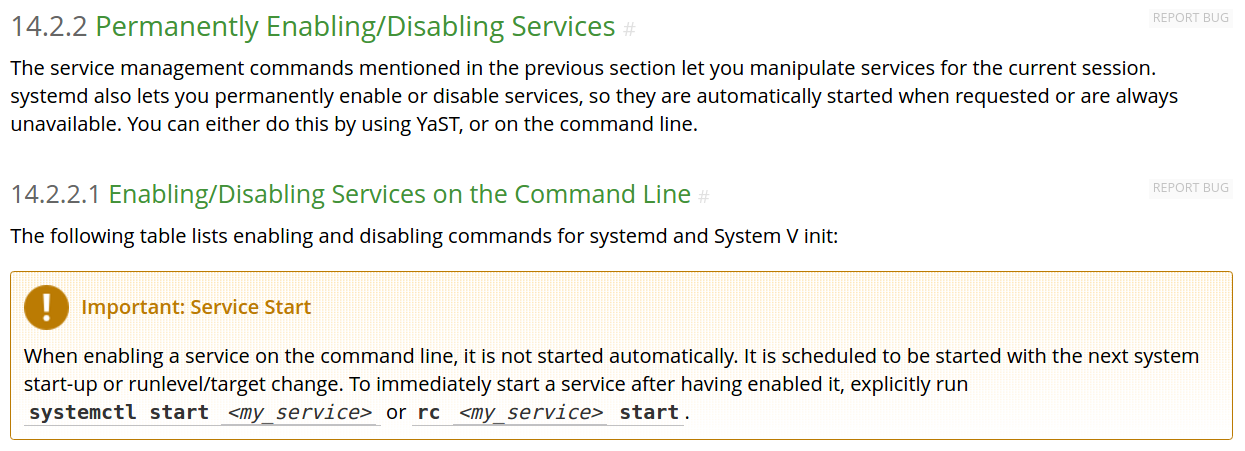 14.2.2 Permanently Enabling/Disabling Services #
REPORT BUG
The service management commands mentioned in the previous section let you manipulate services for the current session.
systemd also lets you permanently enable or disable services, so they are automatically started when requested or are always
unavailable. You can either do this by using YaST, or on the command line.
14.2.2.1 Enabling/Disabling Services on the Command Line #
REPORT BUG
The following table lists enabling and disabling commands for systemd and System V init:
Important: Service Start
When enabling a service on the command line, it is not started automatically. It is scheduled to be started with the next system
start-up or runlevel/target change. To immediately start a service after having enabled it, explicitly run
systemctl start <my_service> or rc <my_service> start.